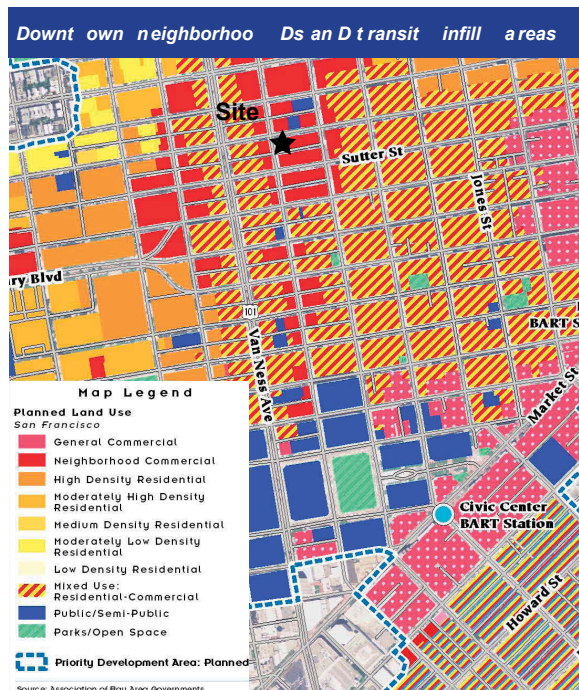 Downt own neighborhoo Ds an D t ransit infill areas
Site
Sutter St
Jones St
ary Blvd
101
Van Ness Ave
BART S
Market St
Map Legend
Planned Land Use
San Francisco
General Commercial
Neighborhood Commercial
High Density Residential
Moderately High Density
Residential
Medium Density Residential
Moderately Low Density
Residential
Low Density Residential
Mixed Use:
Residential-Commercial
Public/Semi-Public
Parks/Open Space
Priority Development Area: Planned
Civic Center
BART Station
Howard St
Source: Association of Bay Area Governments